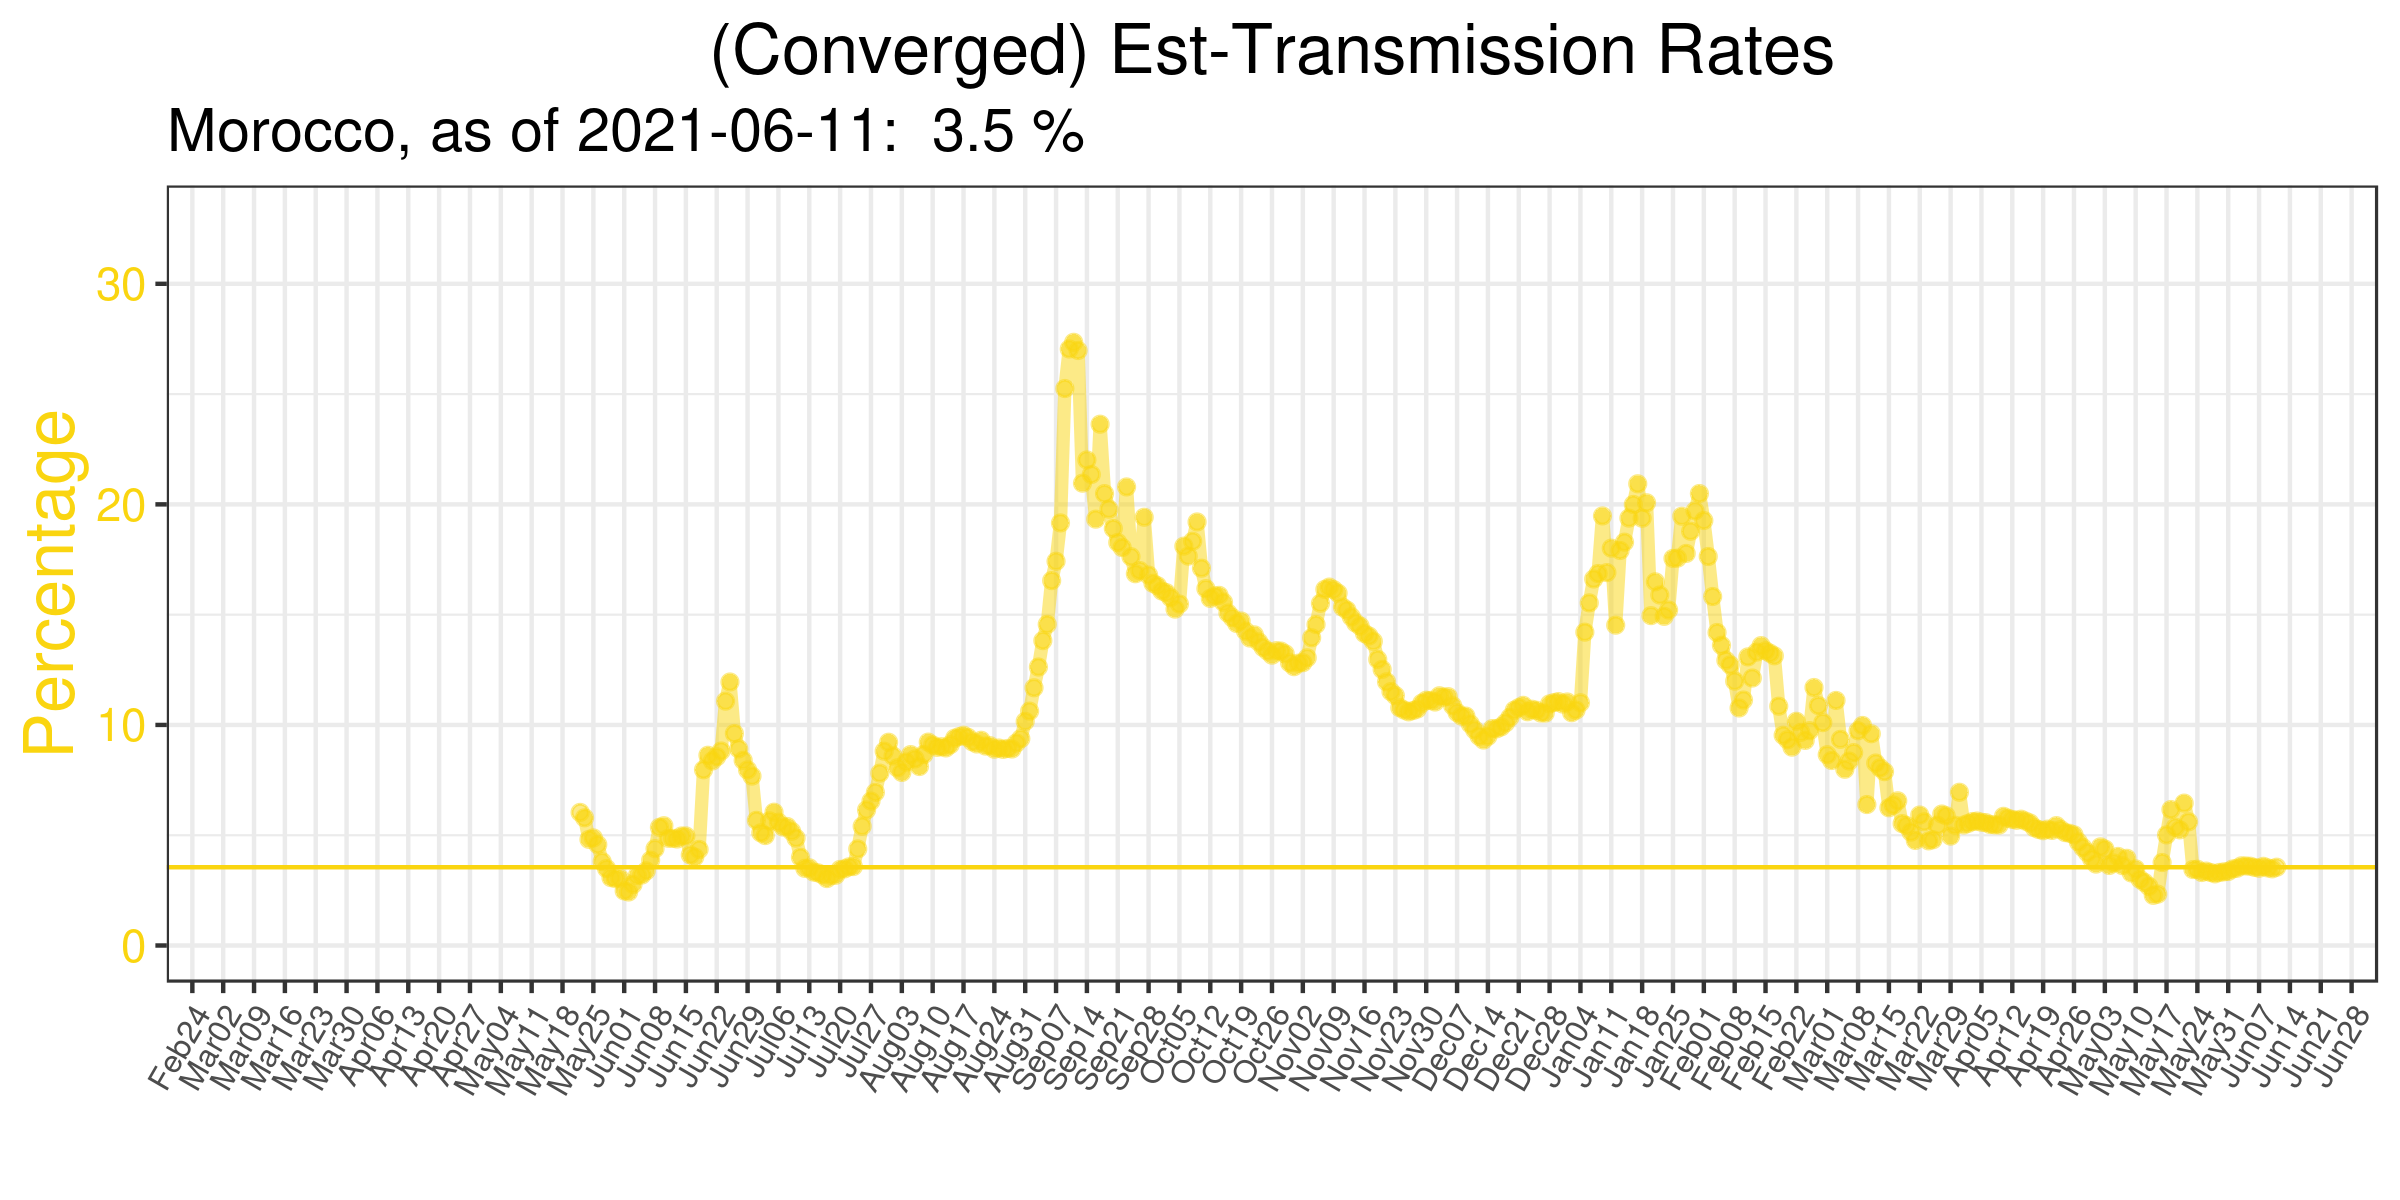 (Converged) Est-Transmission Rates
Morocco, as of 2021-06-11:  3.5 %
Percentage
30
20
10
0
Feb24
Mar02
Mar09
Mar16
Mar23
Mar30
Apr06
Apr13
Apr20
Apr27
May04
May11
May18
May25
Jun01
Jun08
Jun15
Jun22
Jun29
Jul06
Jul13
Jul20
Jul27
Aug03
Aug10
Aug17
Aug24
Aug31
Sep07
Sep14
Sep21
Sep28
Oct05
Oct12
Oct19
Oct26
Nov02
Nov09
Nov16
Nov23
Nov30
Dec07
Dec14
Dec21
Dec28
Jan04
Jan11
Jan18
Jan25
Feb01
Feb08
Feb15
Feb22
Mar01
Mar08
Mar15
Mar22
Mar29
Apr05
Apr12
Apr19
Apr26
May03
May10
May17
May24
May31
Jun07
Jun14
Jun21
Jun28